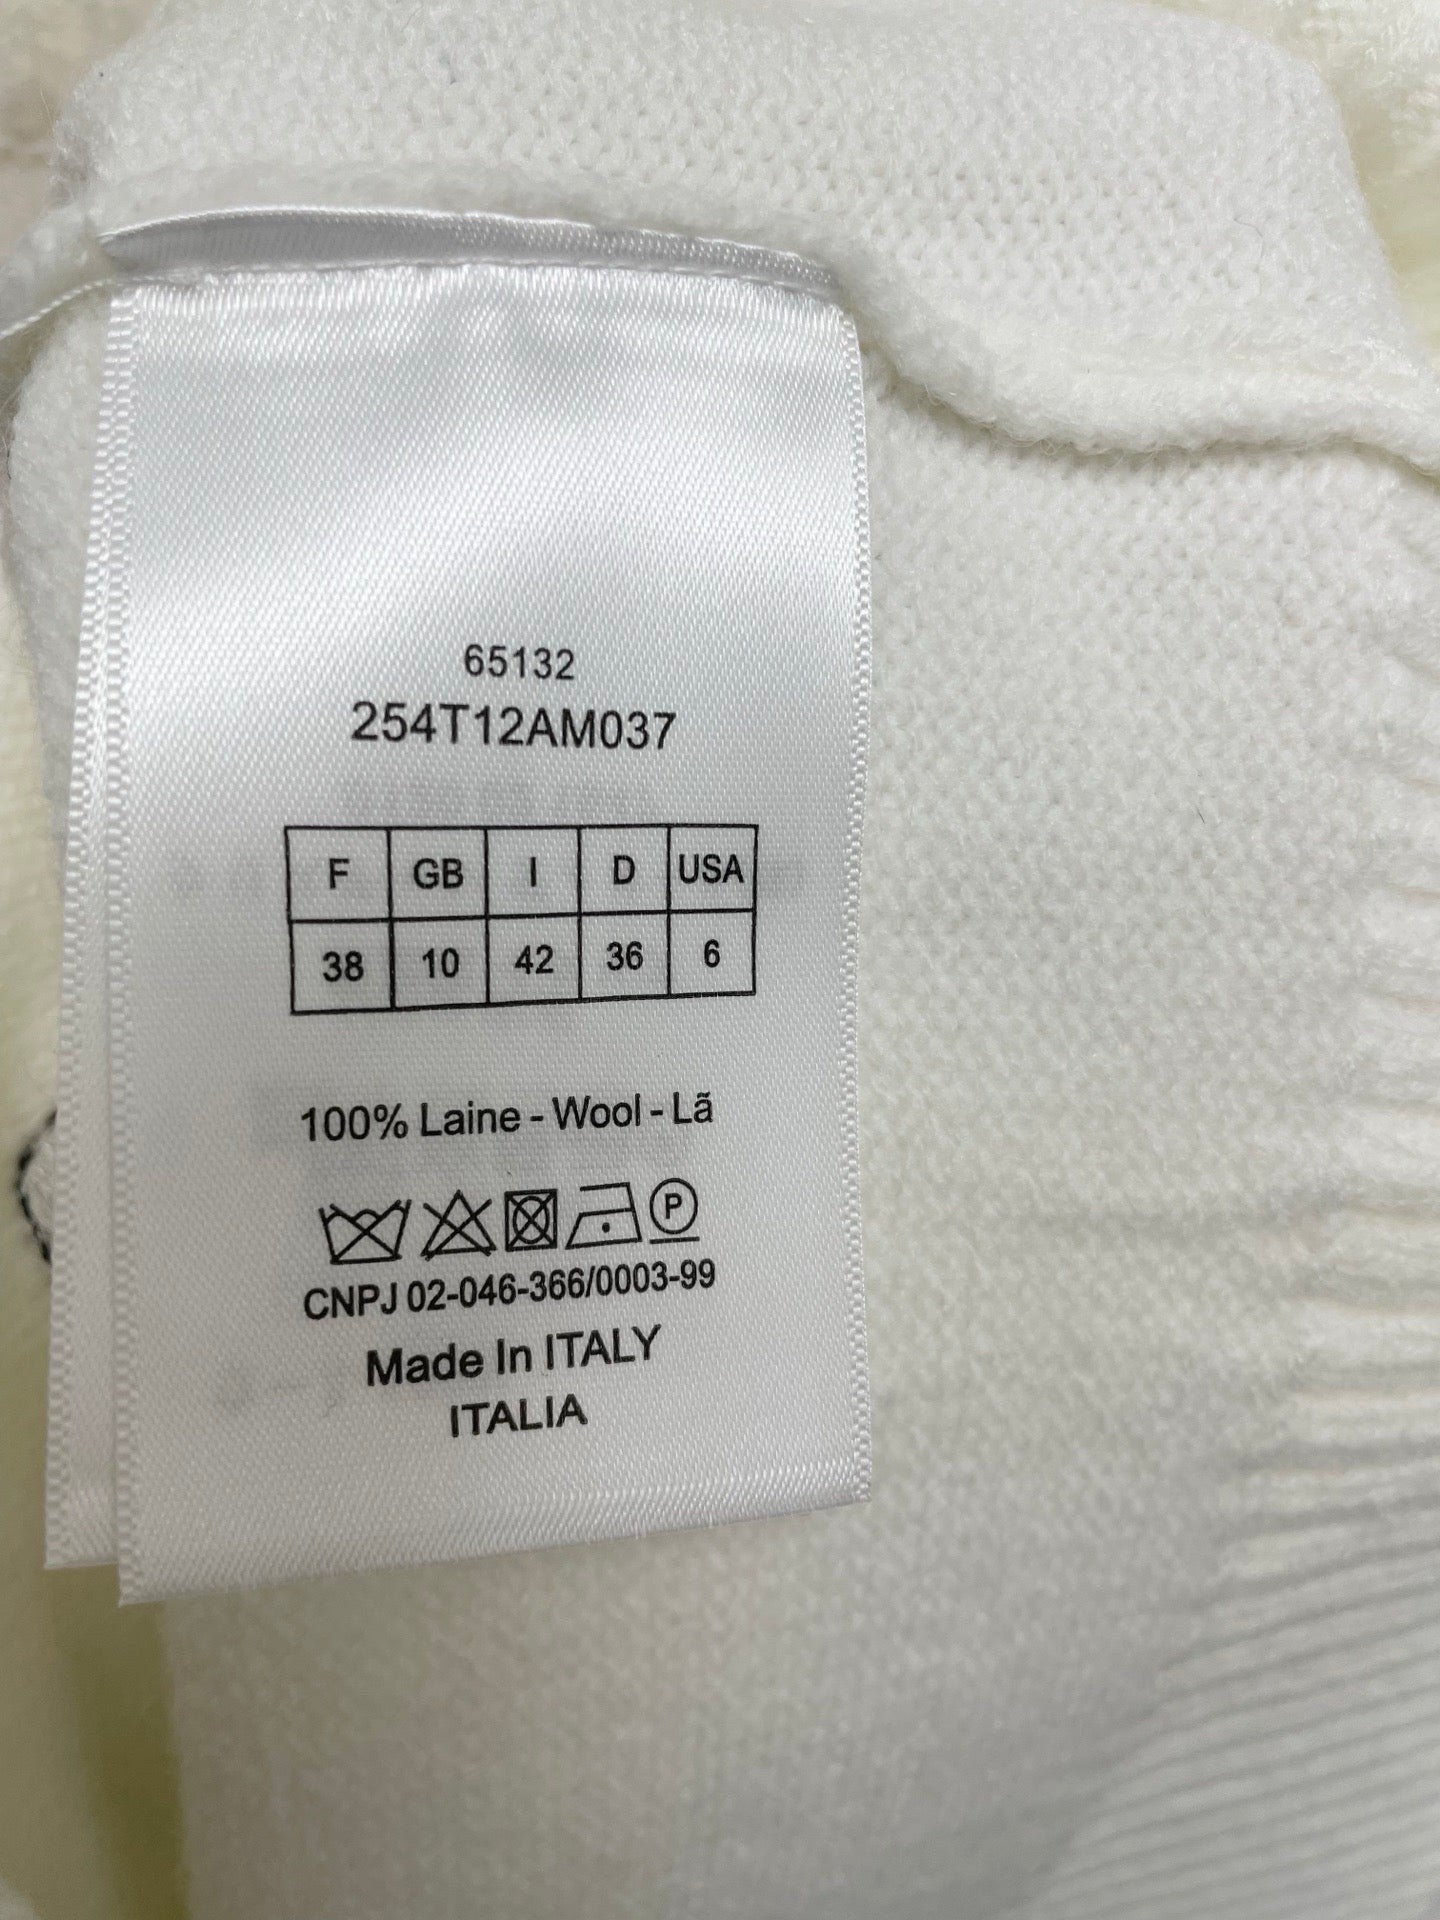 65132
254T12AM037
F GB I D USA
38 10 42 36 6
100% Laine - Wool - Lã
P
CNPJ 02-046-366/0003-99
Made In ITALY
ITALIA